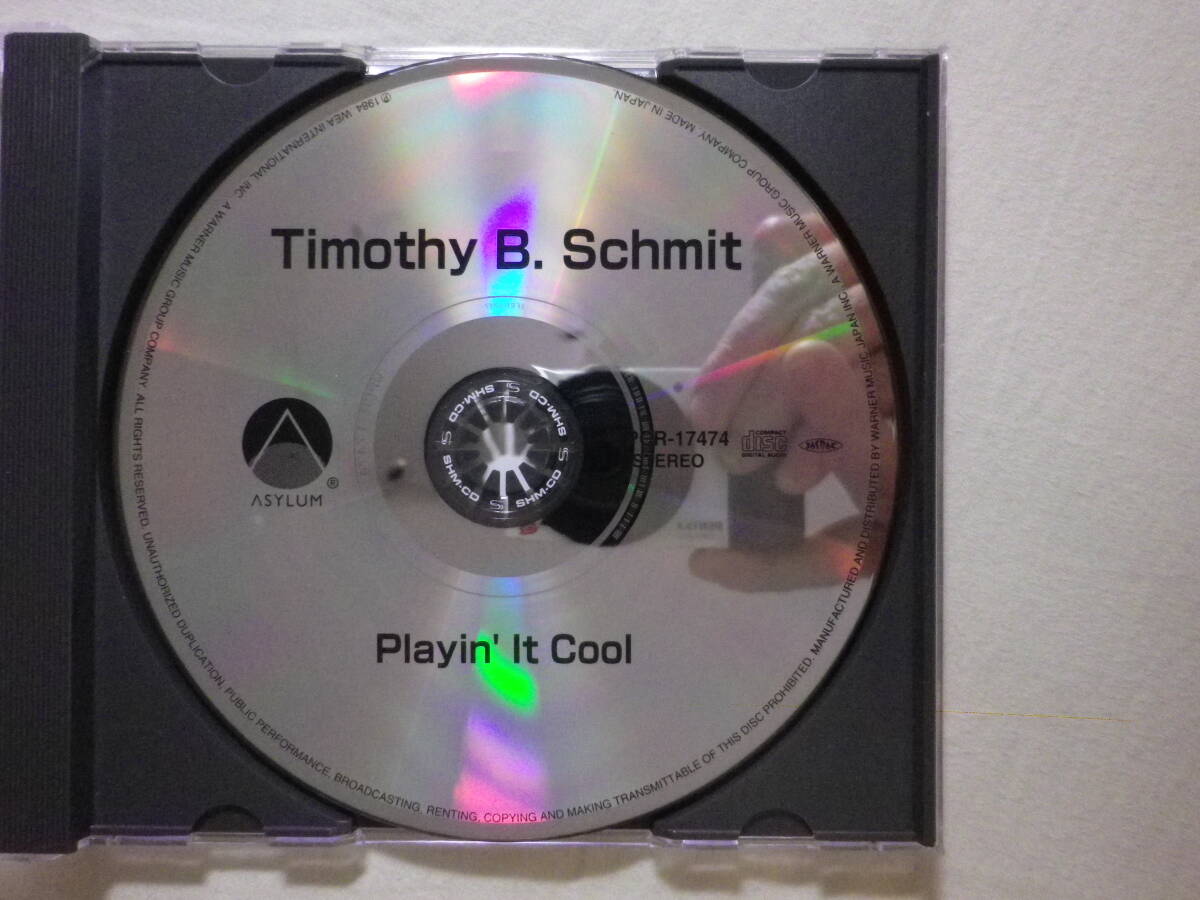 Timothy B. Schmit
ASYLUM
®
PCR-17474
STEREO
COMPACT
disc
DIGITAL AUDIO
JASRAC
SHM-CD S SHM-CD S SHM-CD S SHM-CD S
Playin' It Cool
℗1984 WEA INTERNATIONAL INC. A WARNER MUSIC GROUP COMPANY. ALL RIGHTS RESERVED. UNAUTHORIZED DUPLICATION, PUBLIC PERFORMANCE, BROADCASTING, RENTING, COPYING AND MAKING TRANSMITTABLE OF THIS DISC PROHIBITED. MANUFACTURED AND DISTRIBUTED BY WARNER MUSIC JAPAN INC. A WARNER MUSIC GROUP COMPANY. MADE IN JAPAN